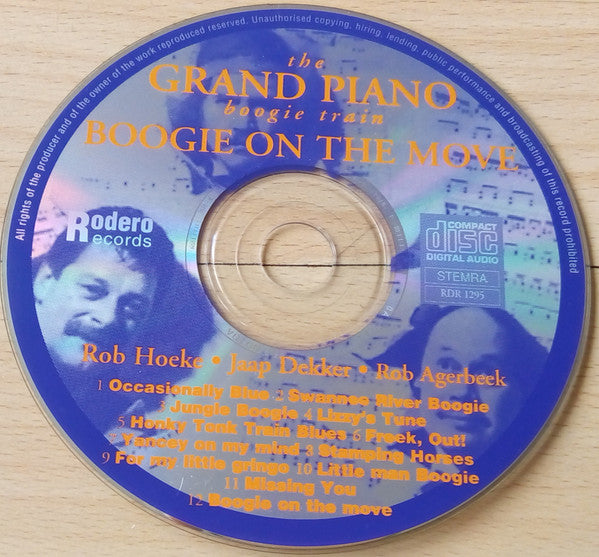 All rights of the producer and of the owner of the work reproduced reserved. Unauthorised copying, hiring, lending, public performance and broadcasting of this record prohibited
the
GRAND PIANO
boogie train
BOOGIE ON THE MOVE
Rodero
Records
COMPACT
disc
DIGITAL AUDIO
STEMRA
RDR 1295
Rob Hoeke • Jaap Dekker • Rob Agerbeek
1 Occasionally Blue 2 Swannee River Boogie
3 Jungle Boogie 4 Lizzy's Tune
5 Honky Tonk Train Blues 6 Freek, Out!
7 Yancey on my mind 8 Stamping Horses
9 For my little gringo 10 Little man Boogie
11 Missing You
12 Boogie on the move